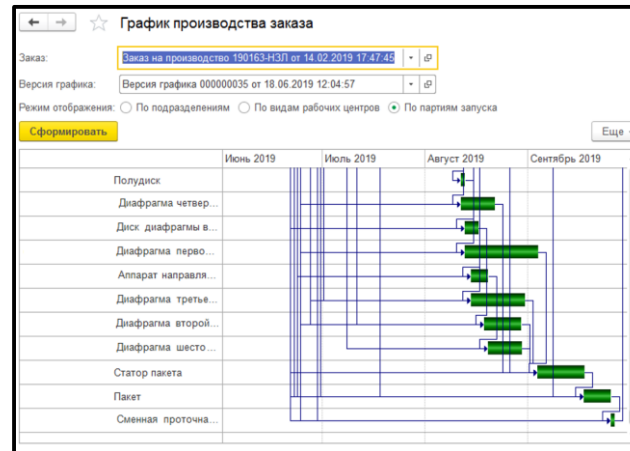 График производства заказа
Заказ: Заказ на производство 190163-НЗЛ от 14.02.2019 17.47.45
Версия графика: Версия графика 000000035 от 18.06.2019 12:04:57
Режим отображения: По подразделениям По видам рабочих центров По партиям запуска
Сформировать Еще
Июнь 2019 Июль 2019 Август 2019 Сентябрь 2019
Полудиск
Диафрагма четвер...
Диск диафрагмы в...
Диафрагма перво...
Аппарат направля...
Диафрагма третье...
Диафрагма второй...
Диафрагма шесто...
Статор пакета
Пакет
Сменная проточна...